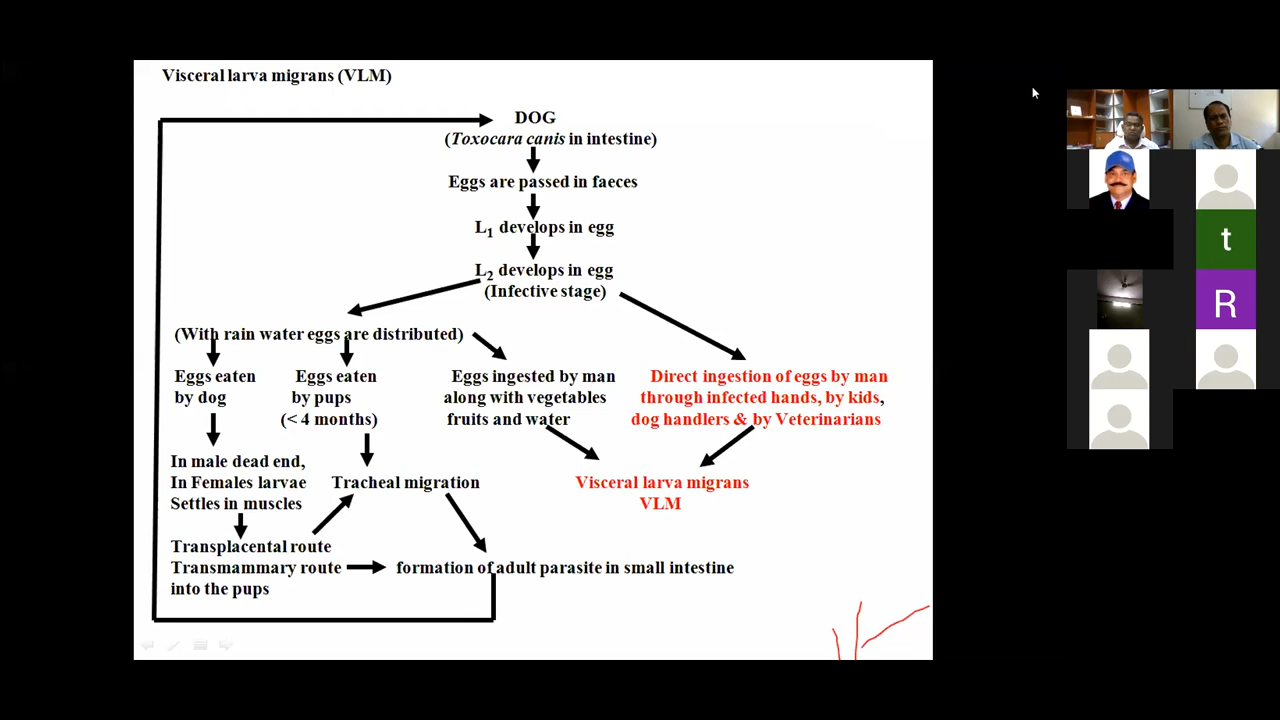 Visceral larva migrans (VLM)
DOG
(Toxocara canis in intestine)
Eggs are passed in faeces
L1 develops in egg
L2 develops in egg
(Infective stage)
(With rain water eggs are distributed)
Eggs eaten
by dog
Eggs eaten
by pups
(< 4 months)
Eggs ingested by man
along with vegetables
fruits and water
Direct ingestion of eggs by man
through infected hands, by kids,
dog handlers & by Veterinarians
In male dead end,
In Females larvae
Settles in muscles
Tracheal migration
Visceral larva migrans
VLM
Transplacental route
Transmammary route
into the pups
formation of adult parasite in small intestine
t
R